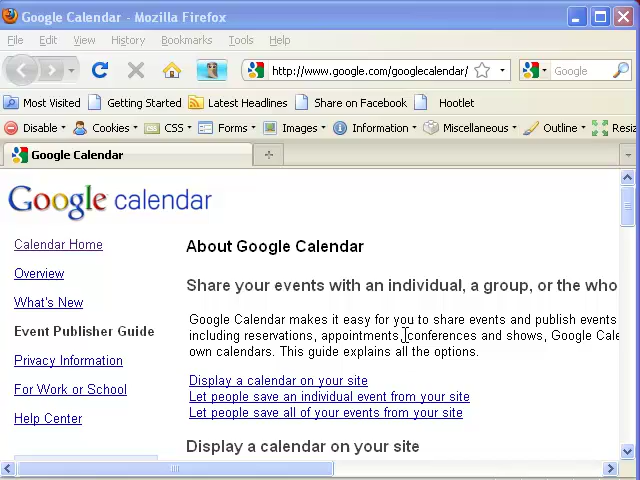 Google Calendar - Mozilla Firefox
File Edit View History Bookmarks Tools Help
http://www.google.com/googlecalendar/ Google
Most Visited Getting Started Latest Headlines Share on Facebook Hootlet
Disable Cookies CSS Forms Images Information Miscellaneous Outline Resiz
Google Calendar
Google calendar
Calendar Home
Overview
What's New
Event Publisher Guide
Privacy Information
For Work or School
Help Center
About Google Calendar
Share your events with an individual, a group, or the who
Google Calendar makes it easy for you to share events and publish events
including reservations, appointments, conferences and shows, Google Cale
own calendars. This guide explains all the options.
Display a calendar on your site
Let people save an individual event from your site
Let people save all of your events from your site
Display a calendar on your site